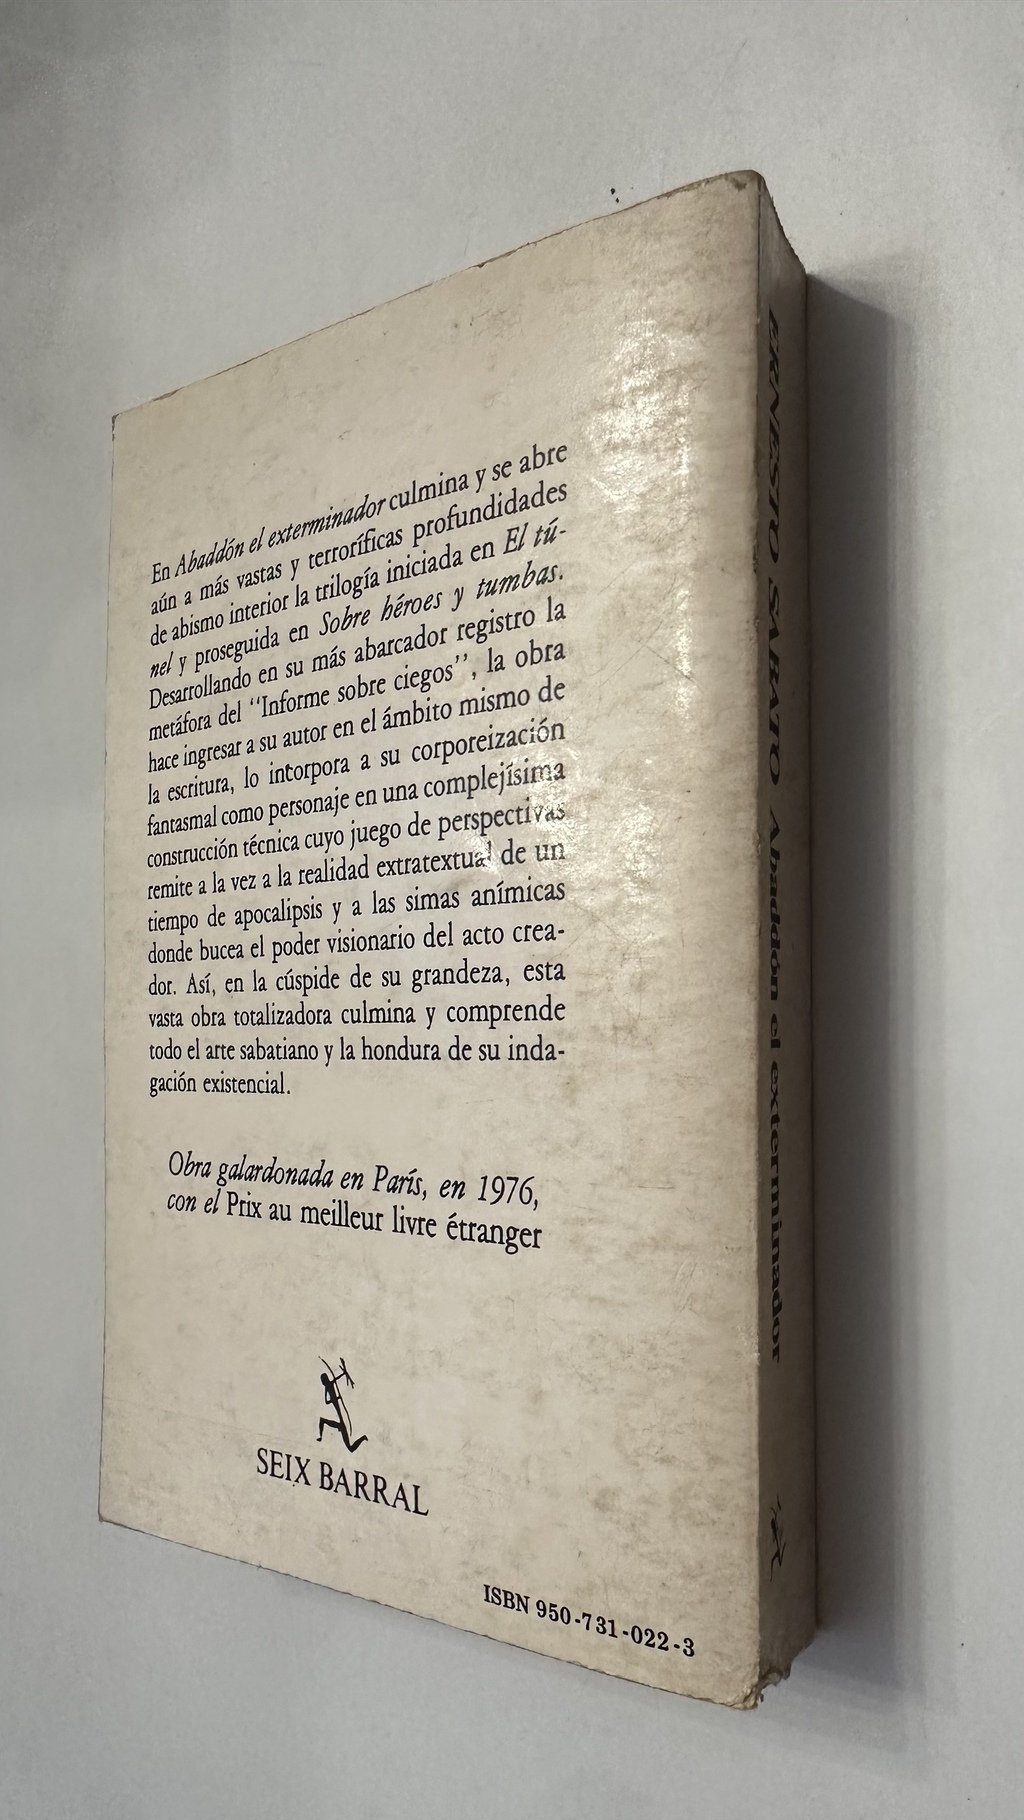 En Abaddón el exterminador culmina y se abre
aún a más vastas y terroríficas profundidades
de abismo interior la trilogía iniciada en El tú-
nel y proseguida en Sobre héroes y tumbas.
Desarrollando en su más abarcador registro la
metáfora del "Informe sobre ciegos", la obra
hace ingresar a su autor en el ámbito mismo de
la escritura, lo intorpora a su corporeización
fantasmal como personaje en una complejísima
construcción técnica cuyo juego de perspectivas
remite a la vez a la realidad extratextual de un
tiempo de apocalipsis y a las simas anímicas
donde bucea el poder visionario del acto crea-
dor. Así, en la cúspide de su grandeza, esta
vasta obra totalizadora culmina y comprende
todo el arte sabatiano y la hondura de su inda-
gación existencial.
Obra galardonada en París, en 1976,
con el Prix au meilleur livre étranger
SEIX BARRAL
ISBN 950-731-022-3
ERNESTO SABATO Abaddón el exterminador